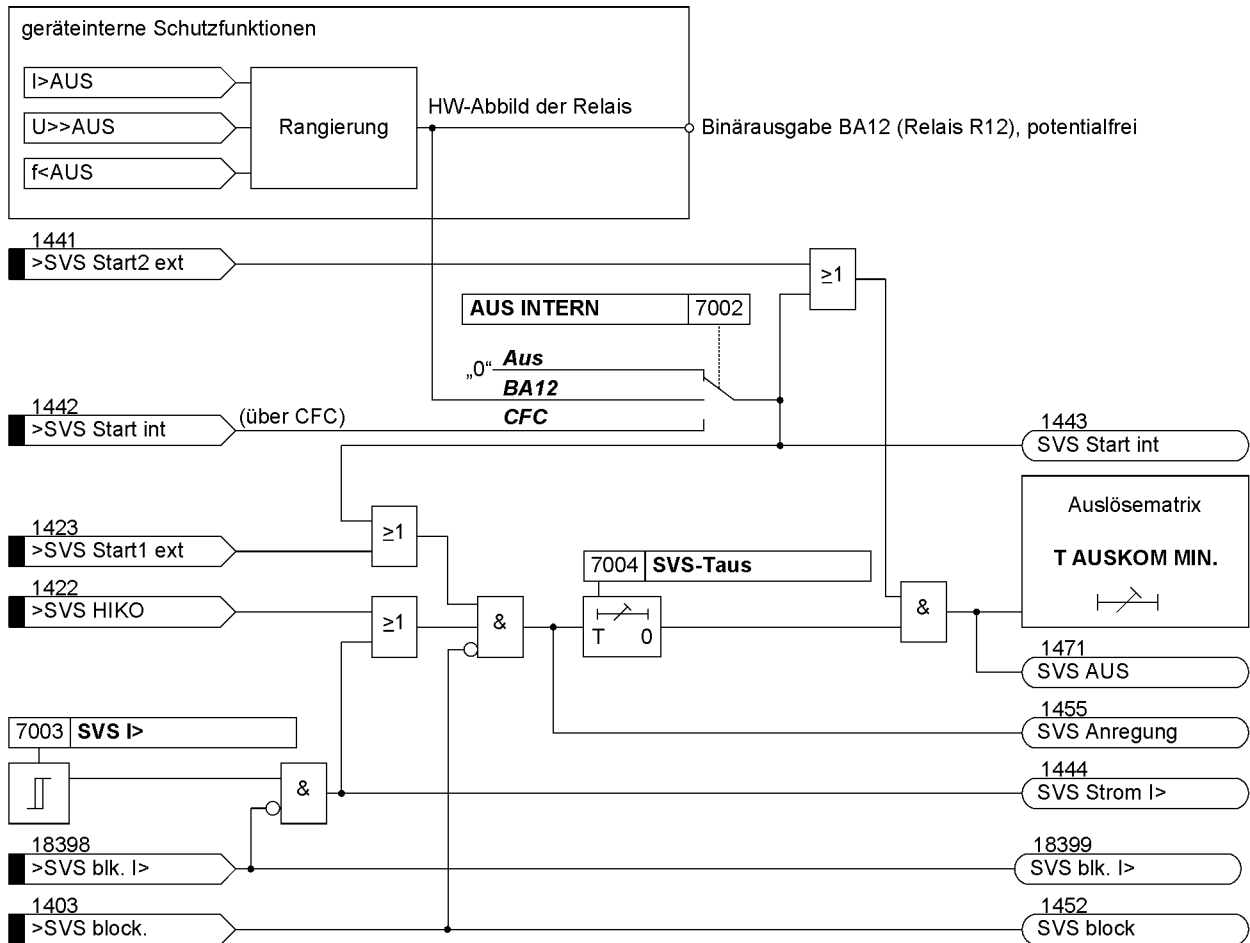 geräteinterne Schutzfunktionen
I>AUS
U>>AUS
f<AUS
Rangierung
HW-Abbild der Relais
Binärausgabe BA12 (Relais R12), potentialfrei
1441
>SVS Start2 ext
≥1
AUS INTERN 7002
„0“ Aus
BA12
CFC
1442
>SVS Start int
(über CFC)
1443
SVS Start int
Auslösematrix
T AUSKOM MIN.
1423
>SVS Start1 ext
≥1
1422
>SVS HIKO
≥1
&
7004 SVS-Taus
T 0
&
1471
SVS AUS
1455
SVS Anregung
7003 SVS I>
&
1444
SVS Strom I>
18398
>SVS blk. I>
18399
SVS blk. I>
1403
>SVS block.
1452
SVS block